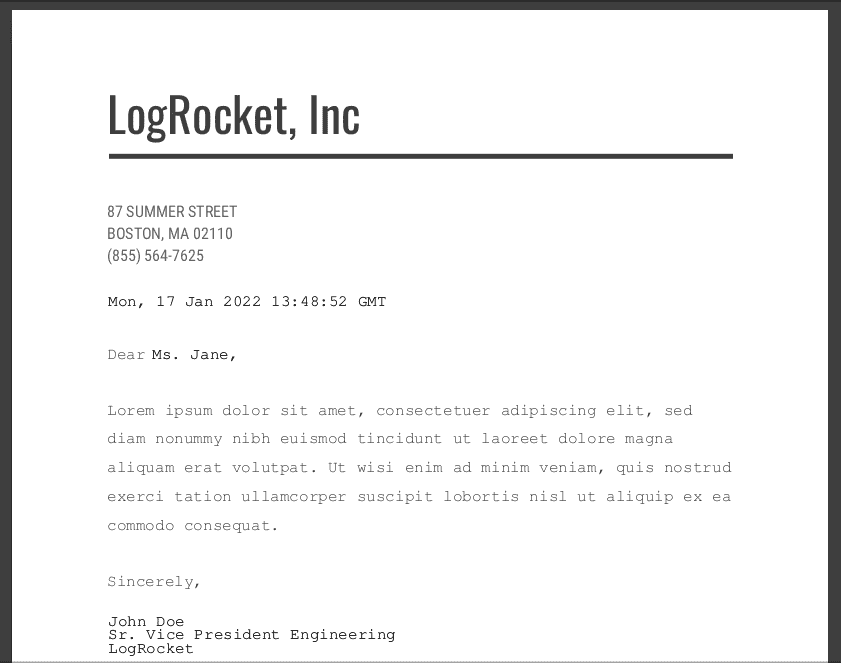 LogRocket, Inc
87 SUMMER STREET
BOSTON, MA 02110
(855) 564-7625
Mon, 17 Jan 2022 13:48:52 GMT
Dear Ms. Jane,
Lorem ipsum dolor sit amet, consectetuer adipiscing elit, sed
diam nonummy nibh euismod tincidunt ut laoreet dolore magna
aliquam erat volutpat. Ut wisi enim ad minim veniam, quis nostrud
exerci tation ullamcorper suscipit lobortis nisl ut aliquip ex ea
commodo consequat.
Sincerely,
John Doe
Sr. Vice President Engineering
LogRocket